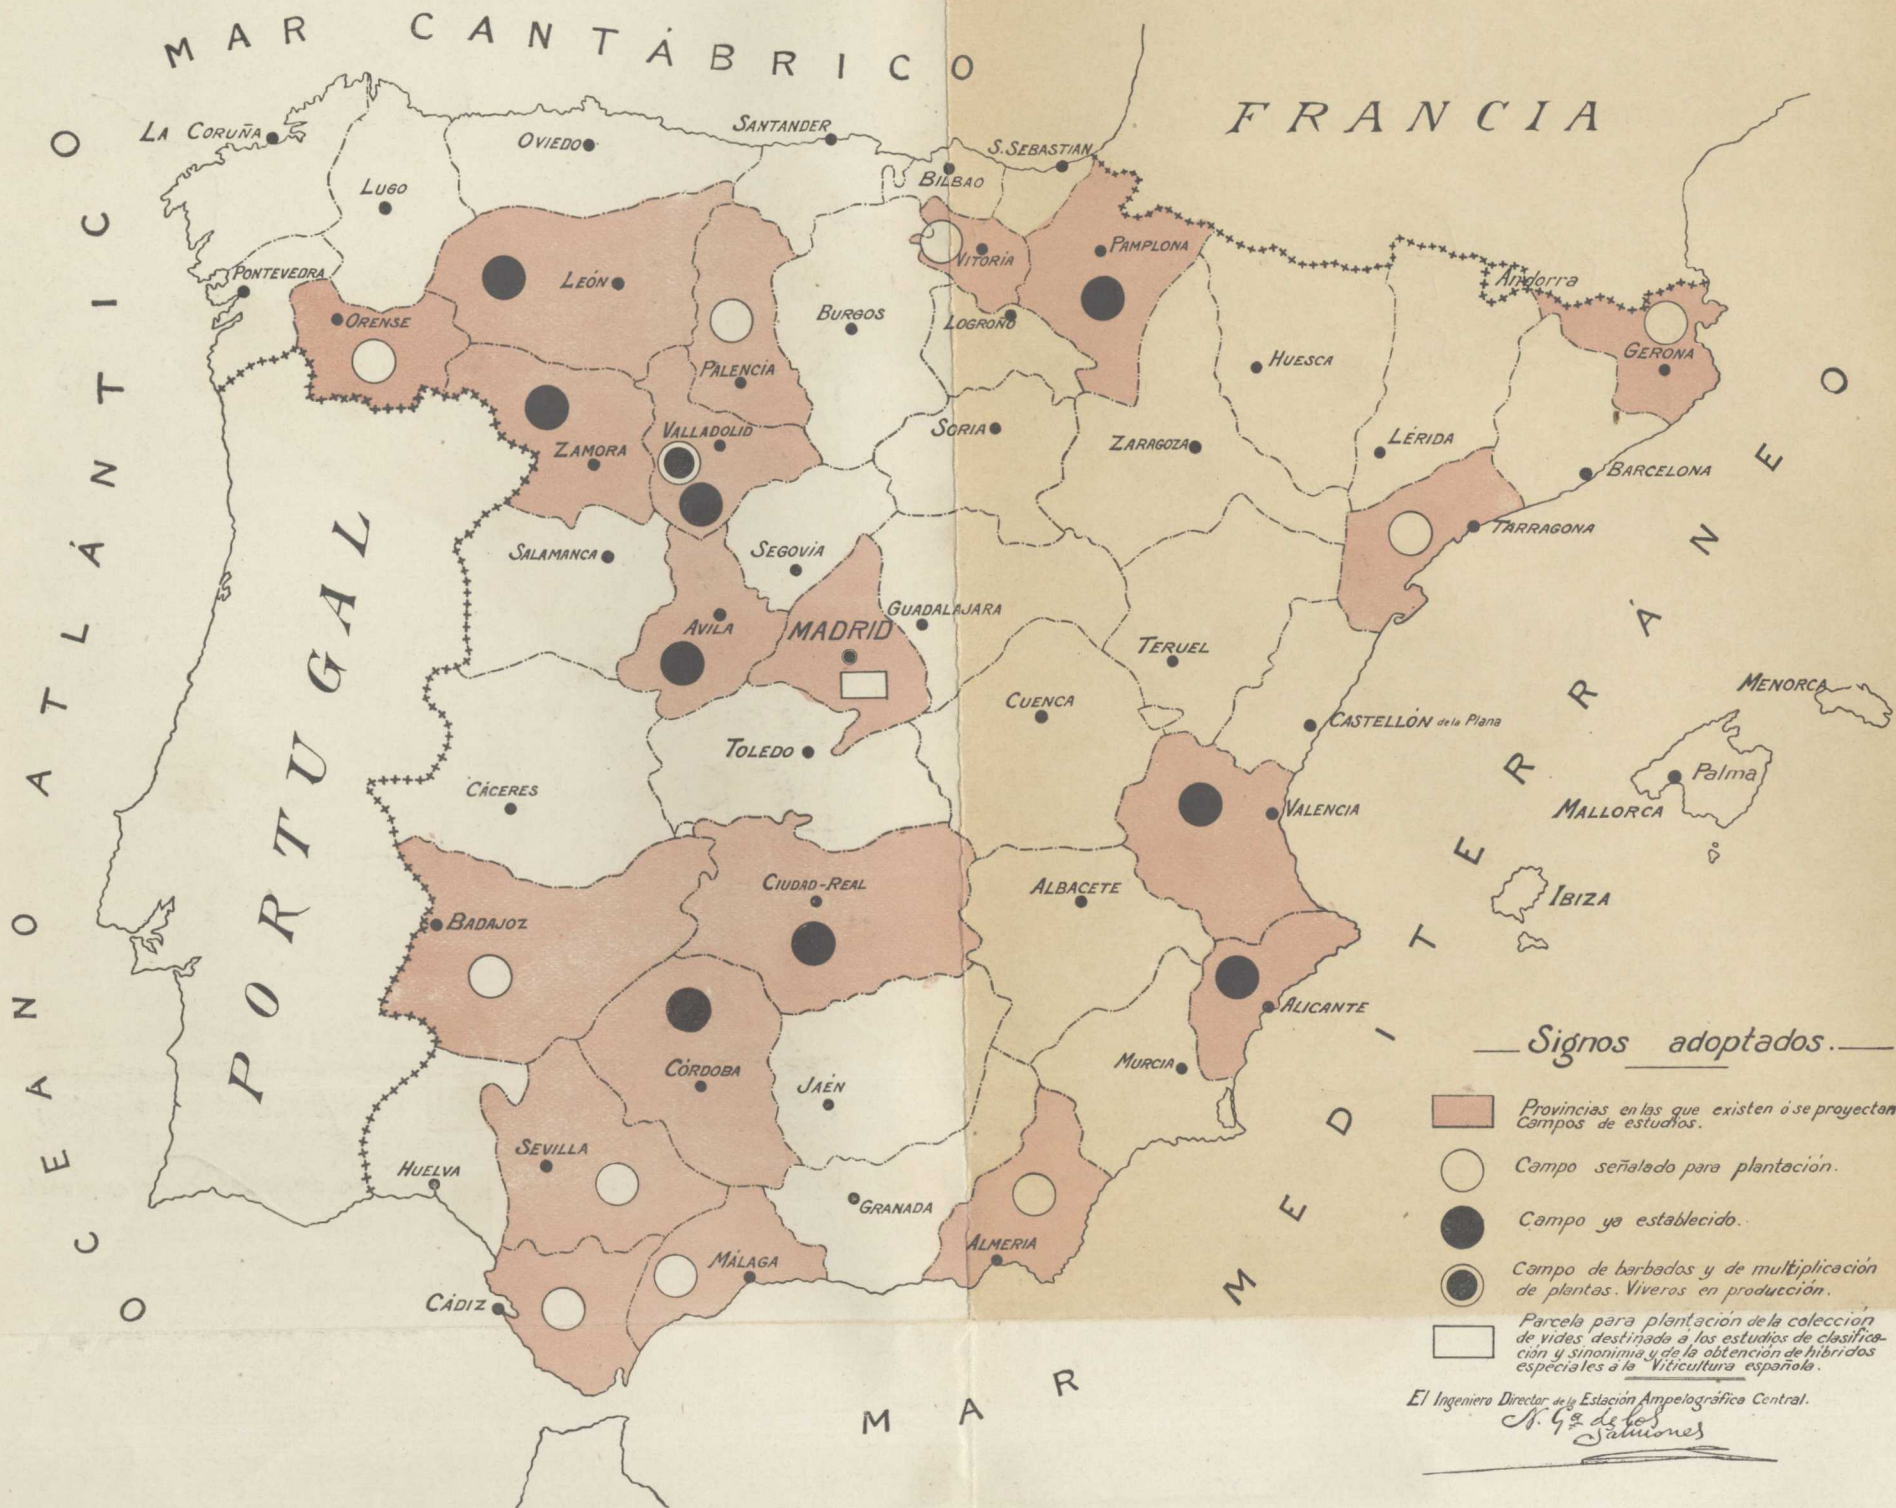 MAR CANTÁBRICO
FRANCIA
OCEANO ATLÁNTICO
PORTUGAL
MAR MEDITERRÁNEO
LA CORUÑA
LUGO
OVIEDO
SANTANDER
BILBAO
S. SEBASTIAN
PONTEVEDRA
ORENSE
LEÓN
PALENCIA
BURGOS
VITORIA
LOGROÑO
PAMPLONA
HUESCA
Andorra
GERONA
ZAMORA
VALLADOLID
SORIA
ZARAGOZA
LÉRIDA
BARCELONA
TARRAGONA
SALAMANCA
SEGOVIA
AVILA
MADRID
GUADALAJARA
TERUEL
CUENCA
CASTELLÓN de la Plana
MENORCA
Palma
MALLORCA
IBIZA
TOLEDO
CÁCERES
VALENCIA
BADAJOZ
CIUDAD-REAL
ALBACETE
ALICANTE
CÓRDOBA
JAÉN
MURCIA
SEVILLA
HUELVA
GRANADA
ALMERIA
MÁLAGA
CÁDIZ
Signos adoptados.
Provincias en las que existen ó se proyectan
Campos de estudios.
Campo señalado para plantación.
Campo ya establecido.
Campo de barbados y de multiplicación
de plantas. Viveros en producción.
Parcela para plantación de la colección
de vides destinada á los estudios de clasifica-
ción y sinonimia y de la obtención de híbridos
especiales á la Viticultura española.
El Ingeniero Director de la Estación Ampelográfica Central.
N. Gª de los
Salmones